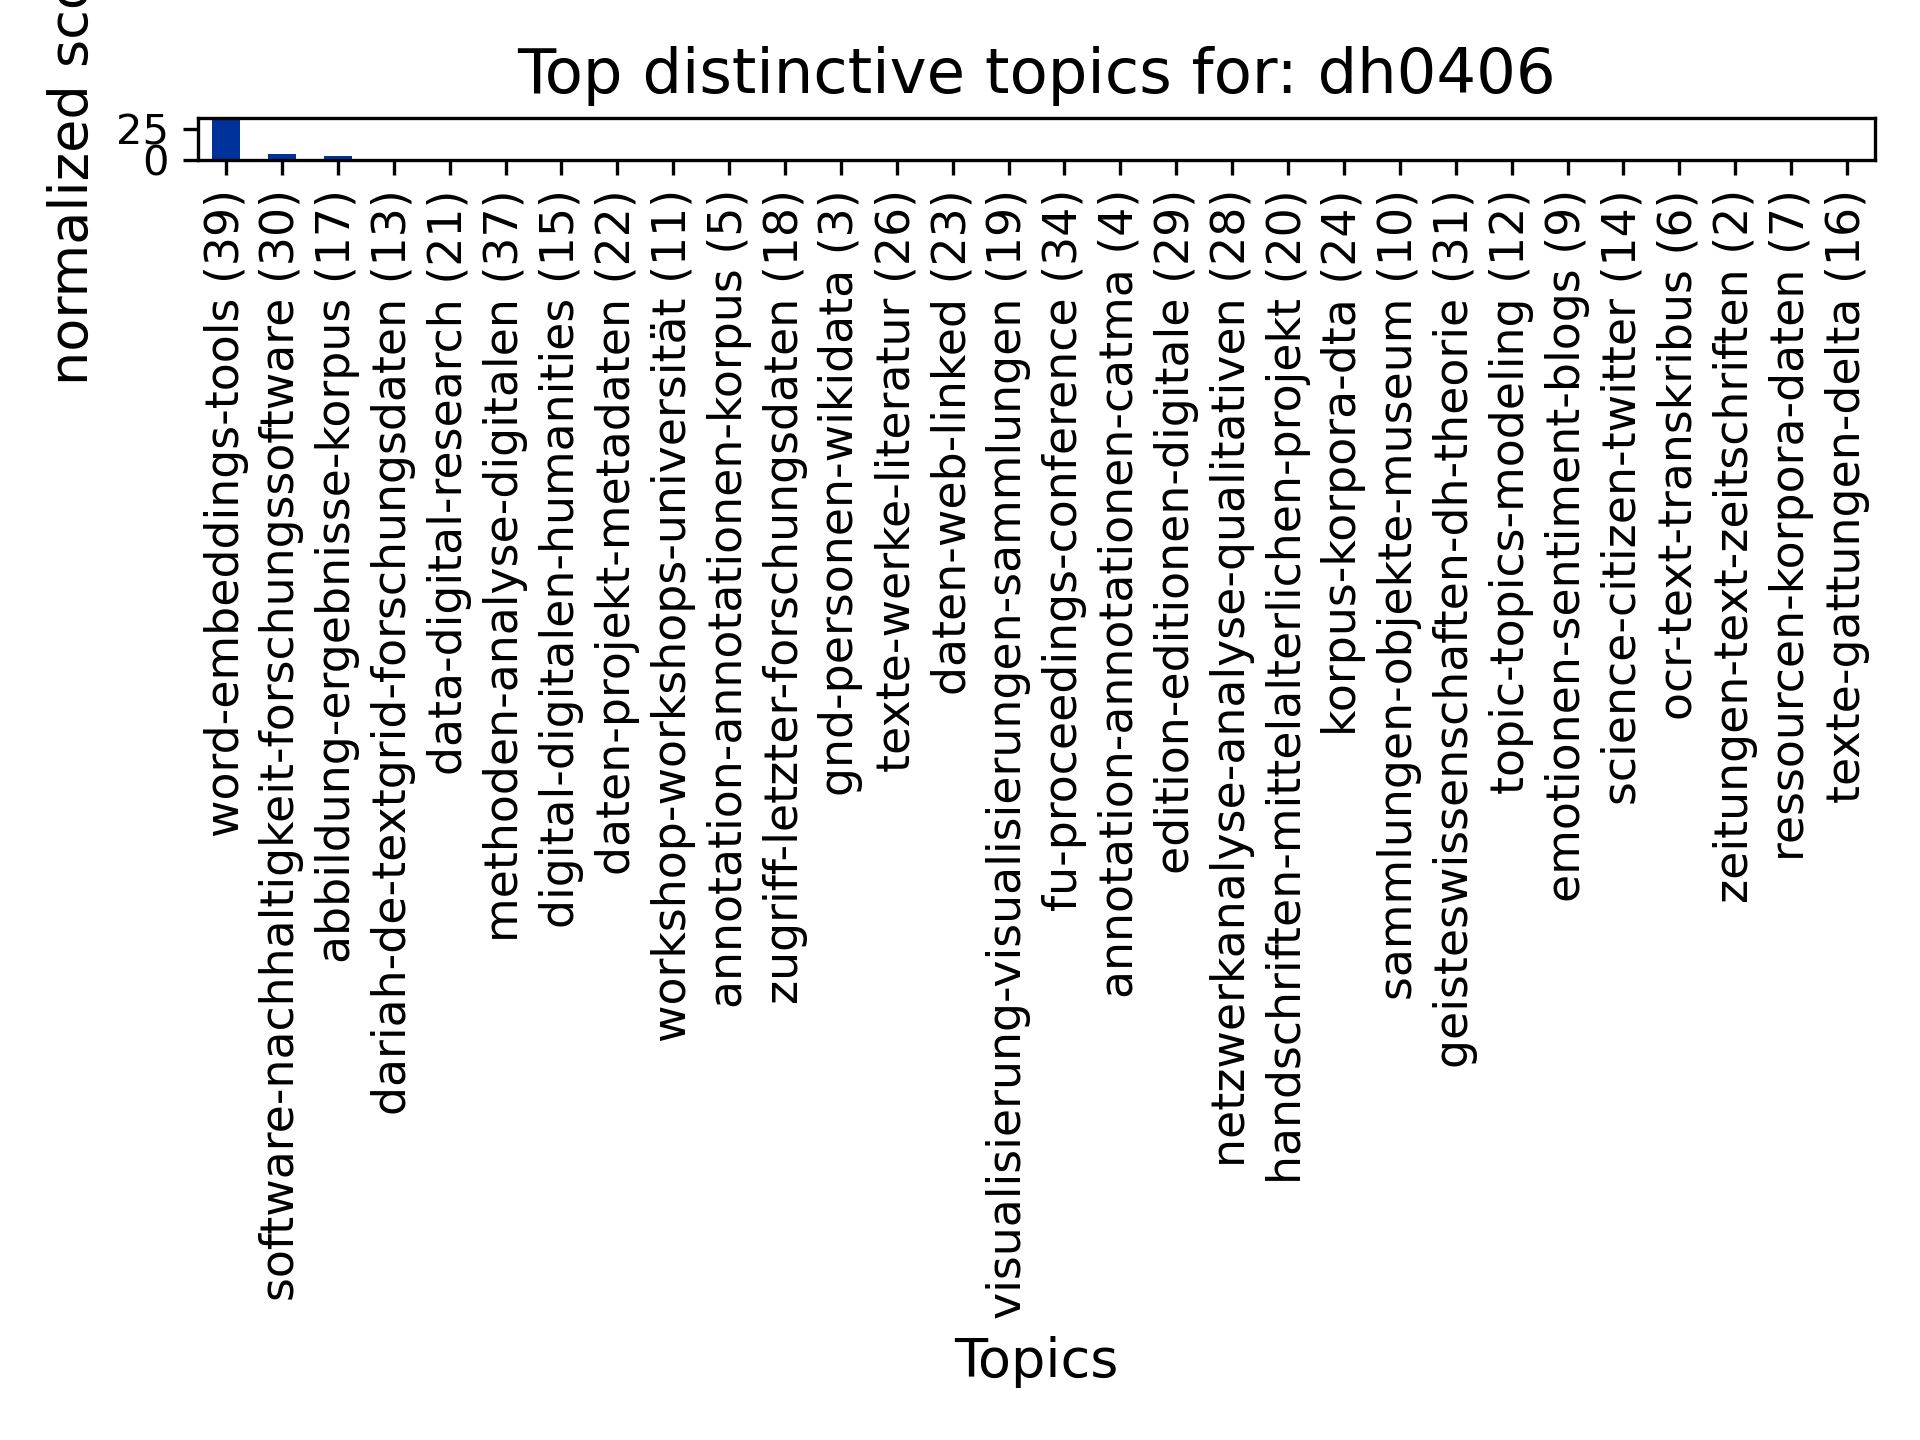 Top distinctive topics for: dh0406
normalized
25
0
word-embeddings-tools (39)
software-nachhaltigkeit-forschungssoftware (30)
abbildung-ergebnisse-korpus (17)
dariah-de-textgrid-forschungsdaten (13)
data-digital-research (21)
methoden-analyse-digitalen (37)
digital-digitalen-humanities (15)
daten-projekt-metadaten (22)
workshop-workshops-universität (11)
annotation-annotationen-korpus (5)
zugriff-letzter-forschungsdaten (18)
gnd-personen-wikidata (3)
texte-werke-literatur (26)
daten-web-linked (23)
visualisierung-visualisierungen-sammlungen (19)
fu-proceedings-conference (34)
annotation-annotationen-catma (4)
edition-editionen-digitale (29)
netzwerkanalyse-analyse-qualitativen (28)
handschriften-mittelalterlichen-projekt (20)
korpus-korpora-dta (24)
sammlungen-objekte-museum (10)
geisteswissenschaften-dh-theorie (31)
topic-topics-modeling (12)
emotionen-sentiment-blogs (9)
science-citizen-twitter (14)
ocr-text-transkribus (6)
zeitungen-text-zeitschriften (2)
ressourcen-korpora-daten (7)
texte-gattungen-delta (16)
Topics